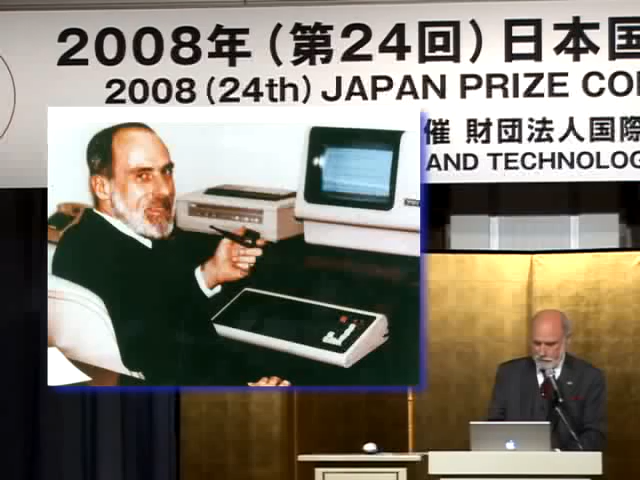 2008年(第24回)日本国
2008 (24th) JAPAN PRIZE CO
催 財団法人国際
AND TECHNOLOG